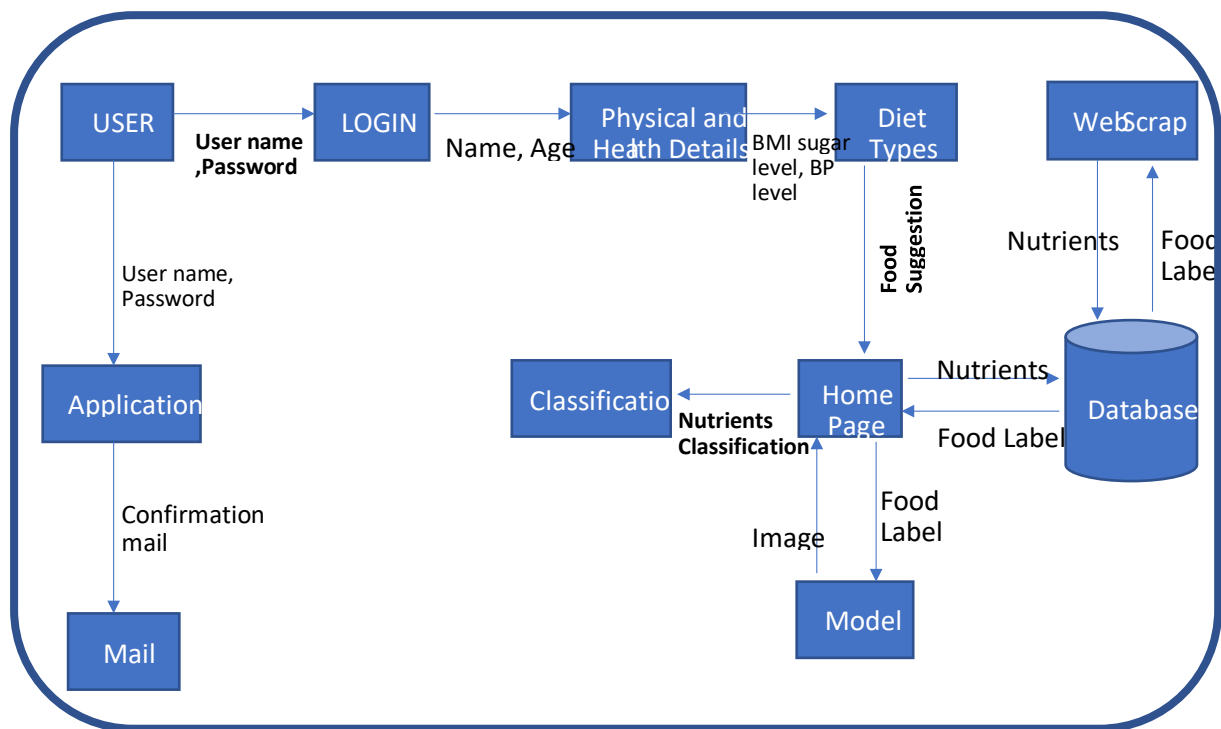 USER
User name
,Password
LOGIN
Name, Age
Physical and
Health Details
BMI sugar
level, BP
level
Diet
Types
WebScrap
Food
Suggestion
Nutrients
Food
Label
User name,
Password
Application
Classificatio
Nutrients
Classification
Home
Page
Nutrients
Food Label
Database
Confirmation
mail
Image
Food
Label
Mail
Model